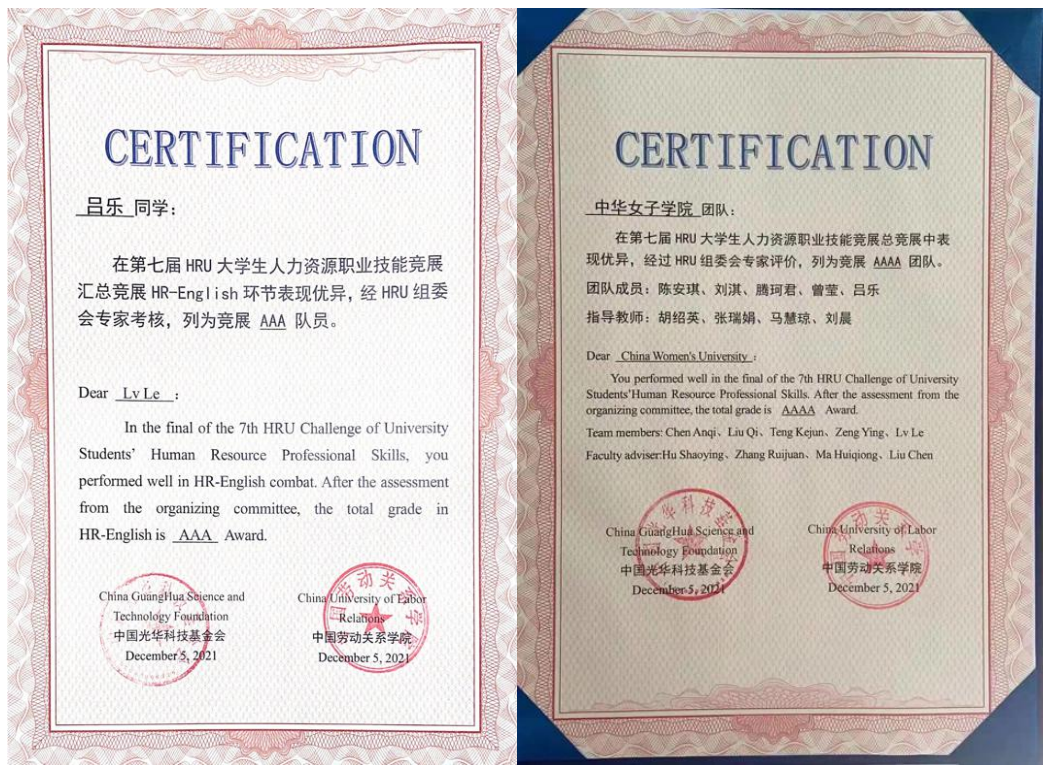 CERTIFICATION
吕乐 同学：
在第七届 HRU 大学生人力资源职业技能竞展
汇总竞展 HR-English 环节表现优异，经 HRU 组委
会专家考核，列为竞展 AAA 队员。
Dear Lv Le ：
In the final of the 7th HRU Challenge of University
Students' Human Resource Professional Skills, you
performed well in HR-English combat. After the assessment
from the organizing committee, the total grade in
HR-English is AAA Award.
China GuangHua Science and
Technology Foundation
中国光华科技基金会
December 5, 2021
China University of Labor
Relations
中国劳动关系学院
December 5, 2021
CERTIFICATION
中华女子学院 团队：
在第七届 HRU 大学生人力资源职业技能竞展总竞展中表
现优异，经过 HRU 组委会专家评价，列为竞展 AAAA 团队。
团队成员：陈安琪、刘淇、腾珂君、曾莹、吕乐
指导教师：胡绍英、张瑞娟、马慧琼、刘晨
Dear China Women's University ：
You performed well in the final of the 7th HRU Challenge of University
Students'Human Resource Professional Skills. After the assessment from the
organizing committee, the total grade is AAAA Award.
Team members: Chen Anqi、Liu Qi、Teng Kejun、Zeng Ying、Lv Le
Faculty adviser:Hu Shaoying、Zhang Ruijuan、Ma Huiqiong、Liu Chen
China GuangHua Science and
Technology Foundation
中国光华科技基金会
December 5, 2021
China University of Labor
Relations
中国劳动关系学院
December 5, 2021